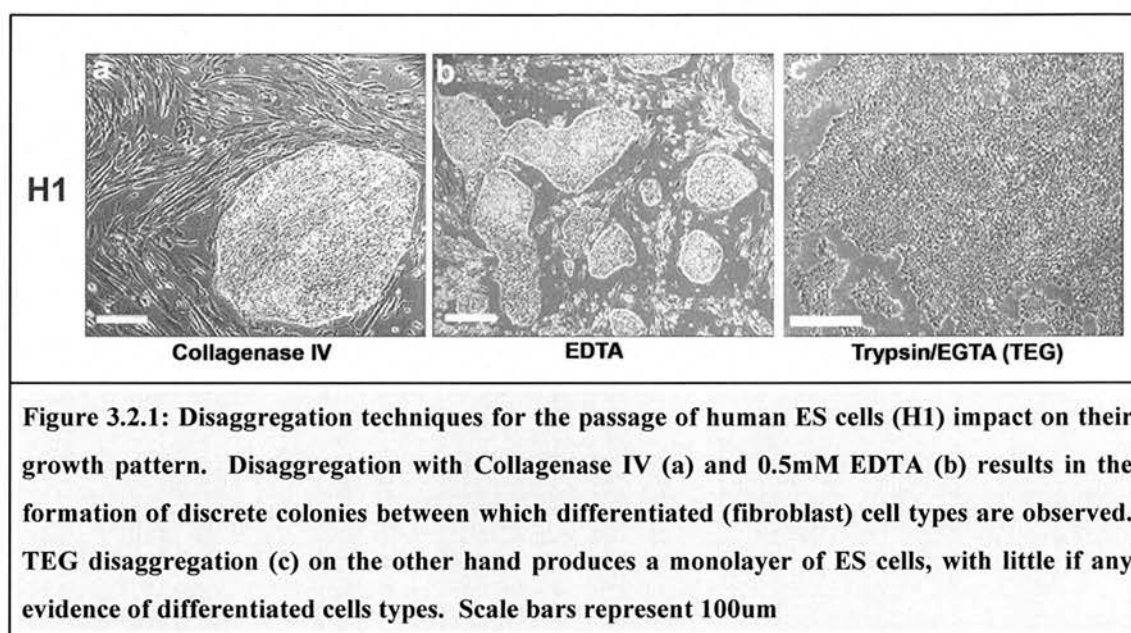 a
b
c
H1
Collagenase IV
EDTA
Trypsin/EGTA (TEG)
Figure 3.2.1: Disaggregation techniques for the passage of human ES cells (H1) impact on their
growth pattern. Disaggregation with Collagenase IV (a) and 0.5mM EDTA (b) results in the
formation of discrete colonies between which differentiated (fibroblast) cell types are observed.
TEG disaggregation (c) on the other hand produces a monolayer of ES cells, with little if any
evidence of differentiated cells types. Scale bars represent 100um